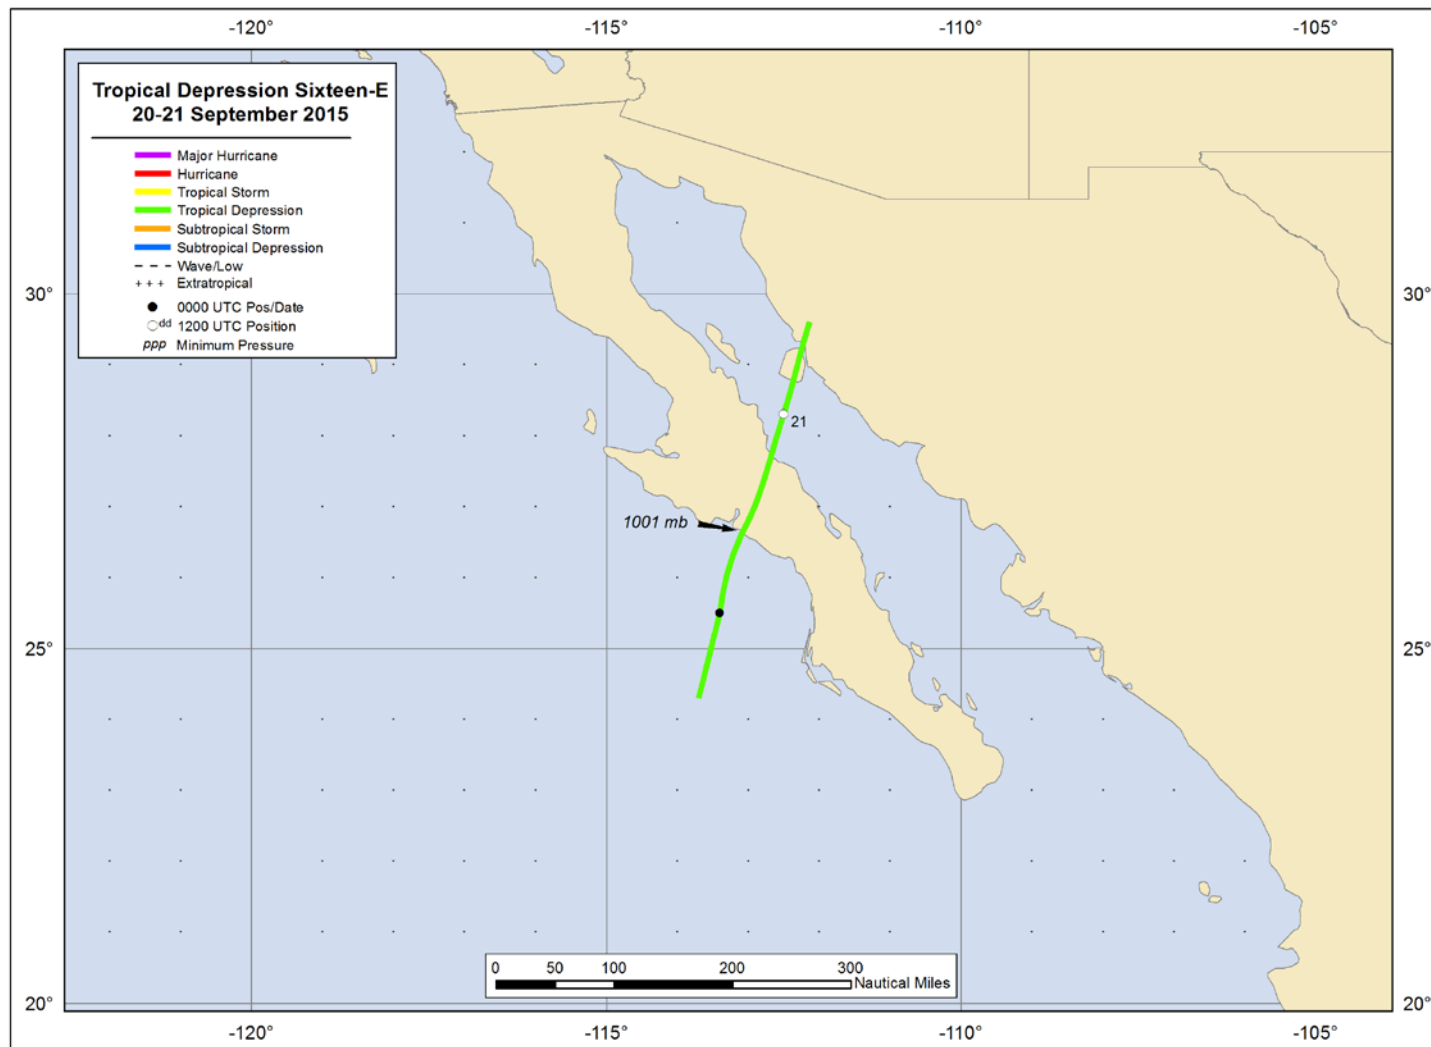 -120° -115° -110° -105°
Tropical Depression Sixteen-E
20-21 September 2015
Major Hurricane
Hurricane
Tropical Storm
Tropical Depression
Subtropical Storm
Subtropical Depression
Wave/Low
+++ Extratropical
0000 UTC Pos/Date
dd 1200 UTC Position
ppp Minimum Pressure
30° 30°
21
1001 mb
25° 25°
0 50 100 200 300
Nautical Miles
20° 20°
-120° -115° -110° -105°